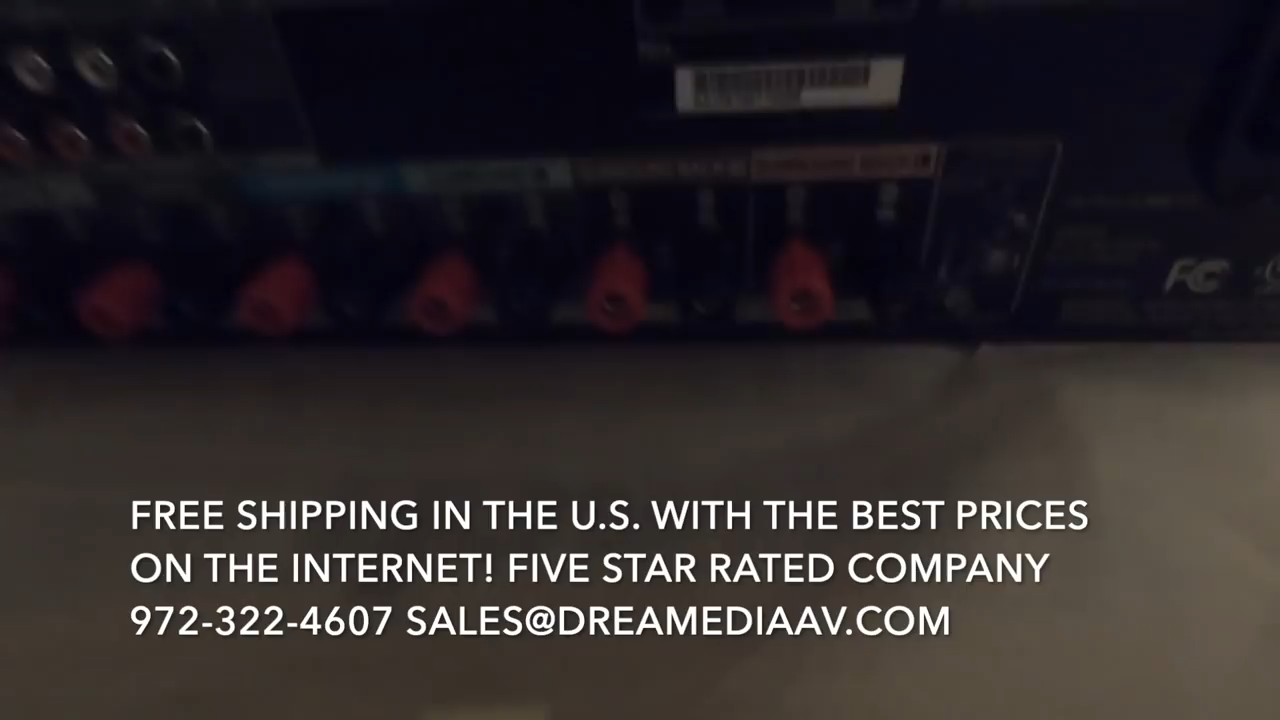 FC
FREE SHIPPING IN THE U.S. WITH THE BEST PRICES
ON THE INTERNET! FIVE STAR RATED COMPANY
972-322-4607 SALES@DREAMEDIAAV.COM